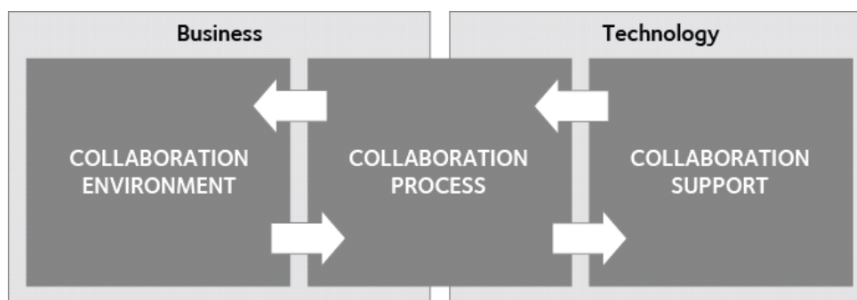 Business
Technology
COLLABORATION
ENVIRONMENT
COLLABORATION
PROCESS
COLLABORATION
SUPPORT